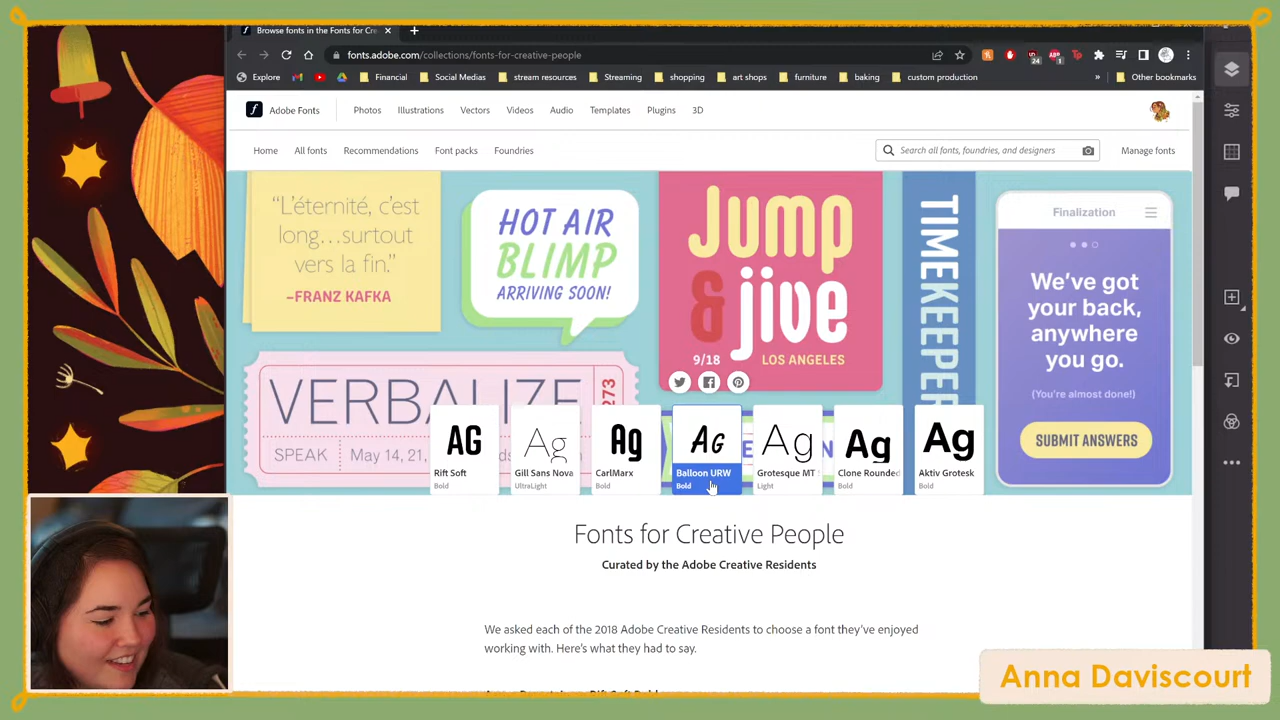 Browse fonts in the Fonts for Cre
fonts.adobe.com/collections/fonts-for-creative-people
24
1
Explore
Financial
Social Medias
stream resources
Streaming
shopping
art shops
furniture
baking
custom production
»
Other bookmarks
Adobe Fonts
Photos
Illustrations
Vectors
Videos
Audio
Templates
Plugins
3D
Home
All fonts
Recommendations
Font packs
Foundries
Search all fonts, foundries, and designers
Manage fonts
“L’éternité, c’est
long...surtout
vers la fin.”
–FRANZ KAFKA
HOT AIR
BLIMP
ARRIVING SOON!
Jump
& jive
9/18
LOS ANGELES
TIMEKEEPER
Finalization
We’ve got
your back,
anywhere
you go.
(You’re almost done!)
SUBMIT ANSWERS
VERBALIZE
273
SPEAK
May 14, 21,
AG
Rift Soft
Bold
Ag
Gill Sans Nova
UltraLight
Ag
CarlMarx
Bold
AG
Balloon URW
Bold
Ag
Grotesque MT
Light
Ag
Clone Rounded
Bold
Ag
Aktiv Grotesk
Bold
Fonts for Creative People
Curated by the Adobe Creative Residents
We asked each of the 2018 Adobe Creative Residents to choose a font they’ve enjoyed
working with. Here’s what they had to say.
Anna Daviscourt